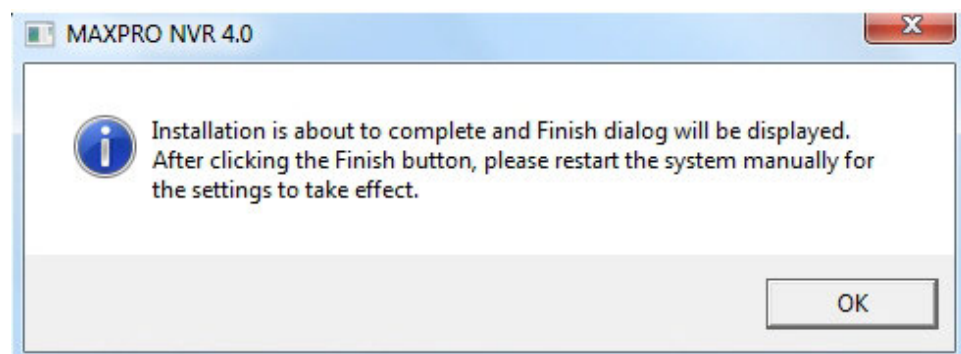 MAXPRO NVR 4.0
Installation is about to complete and Finish dialog will be displayed.
After clicking the Finish button, please restart the system manually for
the settings to take effect.
OK